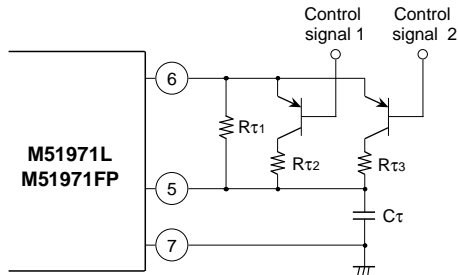 Control
signal 1
Control
signal 2
6
Rτ1
Rτ2
Rτ3
M51971L
M51971FP
5
Cτ
7